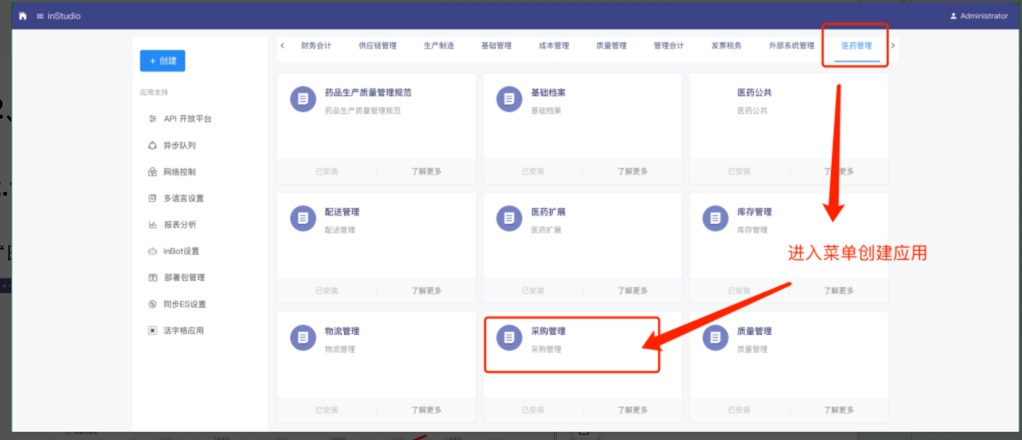 inStudio
Administrator
财务会计 供应链管理 生产制造 基础管理 成本管理 质量管理 管理会计 发票税务 外部系统管理 医药管理
+ 创建
应用支持
API 开放平台
异步队列
网络控制
多语言设置
报表分析
inBot设置
部署包管理
同步ES设置
活字格应用
药品生产质量管理规范
药品生产质量管理规范
已安装 了解更多
基础档案
基础档案
已安装 了解更多
医药公共
医药公共
已安装 了解更多
配送管理
配送管理
已安装 了解更多
医药扩展
医药扩展
已安装 了解更多
库存管理
库存管理
已安装 了解更多
进入菜单创建应用
物流管理
物流管理
已安装 了解更多
采购管理
采购管理
已安装 了解更多
质量管理
质量管理
已安装 了解更多